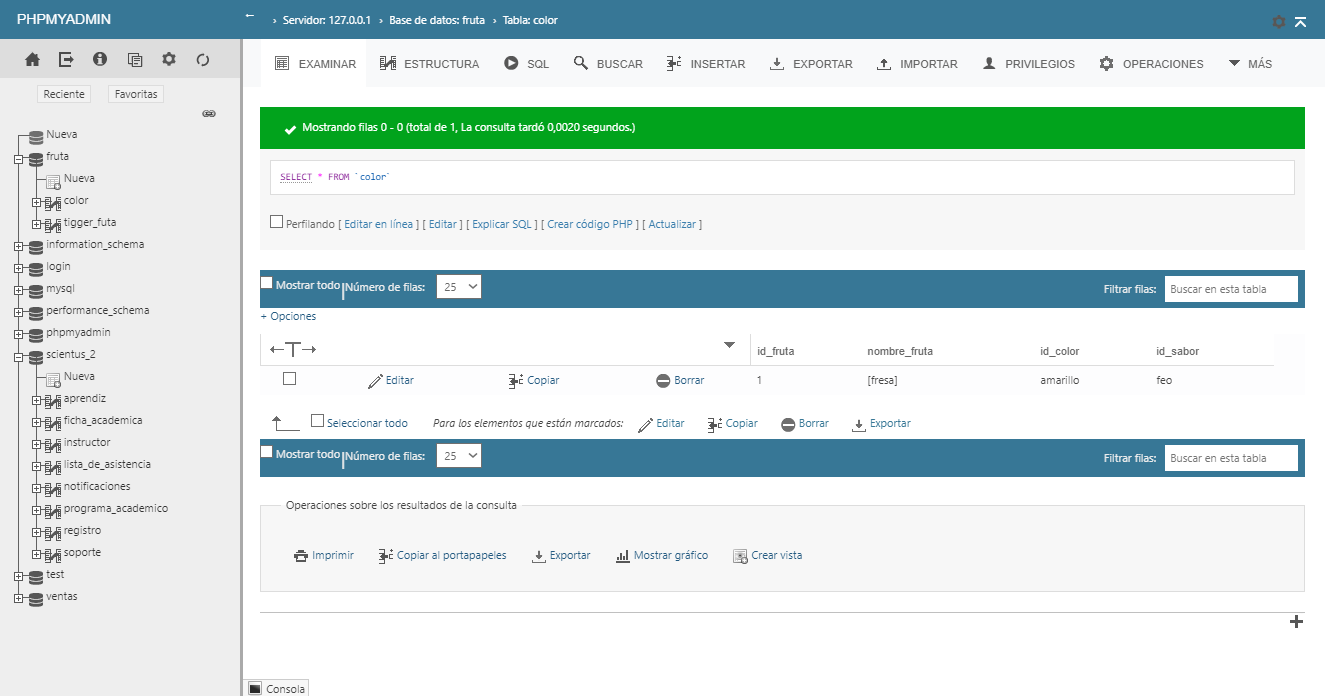 PHPMYADMIN
← › Servidor: 127.0.0.1 › Base de datos: fruta › Tabla: color
Reciente Favoritas
Nueva
fruta
Nueva
color
tigger_futa
information_schema
login
mysql
performance_schema
phpmyadmin
scientus_2
Nueva
aprendiz
ficha_academica
instructor
lista_de_asistencia
notificaciones
programa_academico
registro
soporte
test
ventas
EXAMINAR ESTRUCTURA SQL BUSCAR INSERTAR EXPORTAR IMPORTAR PRIVILEGIOS OPERACIONES MÁS
Mostrando filas 0 - 0 (total de 1, La consulta tardó 0,0020 segundos.)
SELECT * FROM `color`
Perfilando [ Editar en línea ] [ Editar ] [ Explicar SQL ] [ Crear código PHP ] [ Actualizar ]
Mostrar todo | Número de filas: 25 Filtrar filas: Buscar en esta tabla
+ Opciones
←T→ id_fruta nombre_fruta id_color id_sabor
Editar Copiar Borrar 1 [fresa] amarillo feo
Seleccionar todo Para los elementos que están marcados: Editar Copiar Borrar Exportar
Mostrar todo | Número de filas: 25 Filtrar filas: Buscar en esta tabla
Operaciones sobre los resultados de la consulta
Imprimir Copiar al portapapeles Exportar Mostrar gráfico Crear vista
Consola